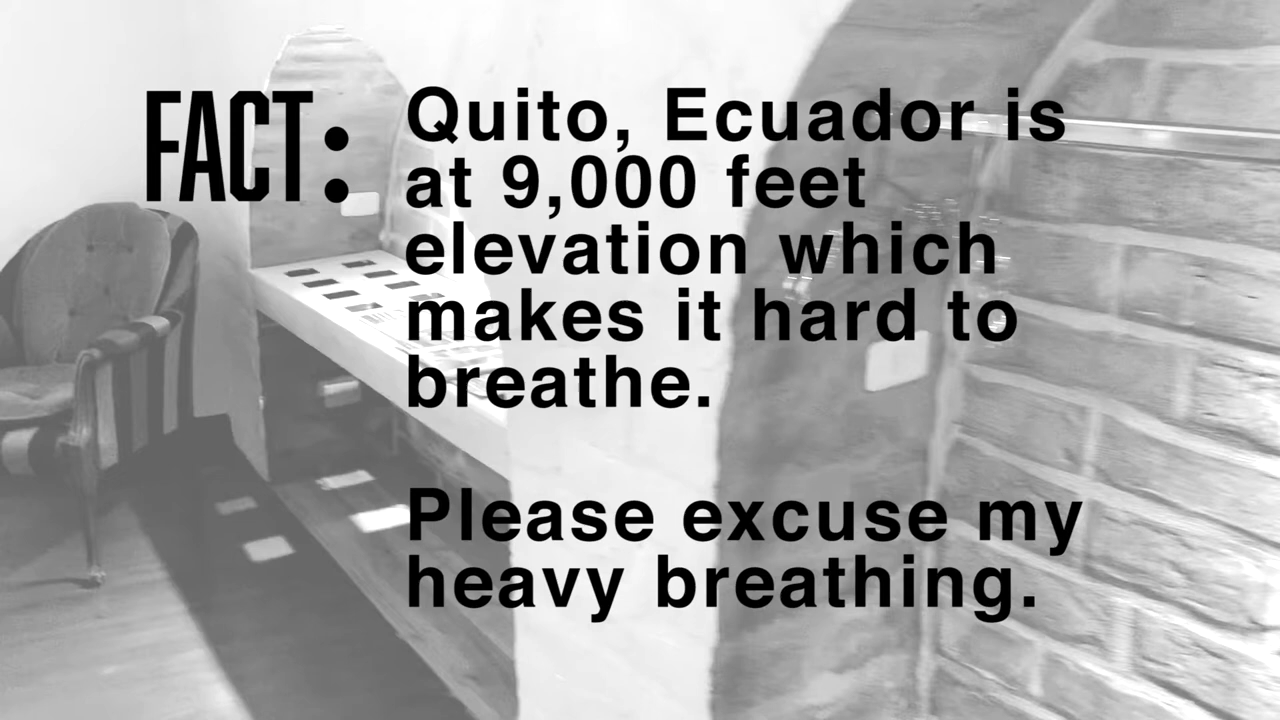 FACT: Quito, Ecuador is
at 9,000 feet
elevation which
makes it hard to
breathe.
Please excuse my
heavy breathing.